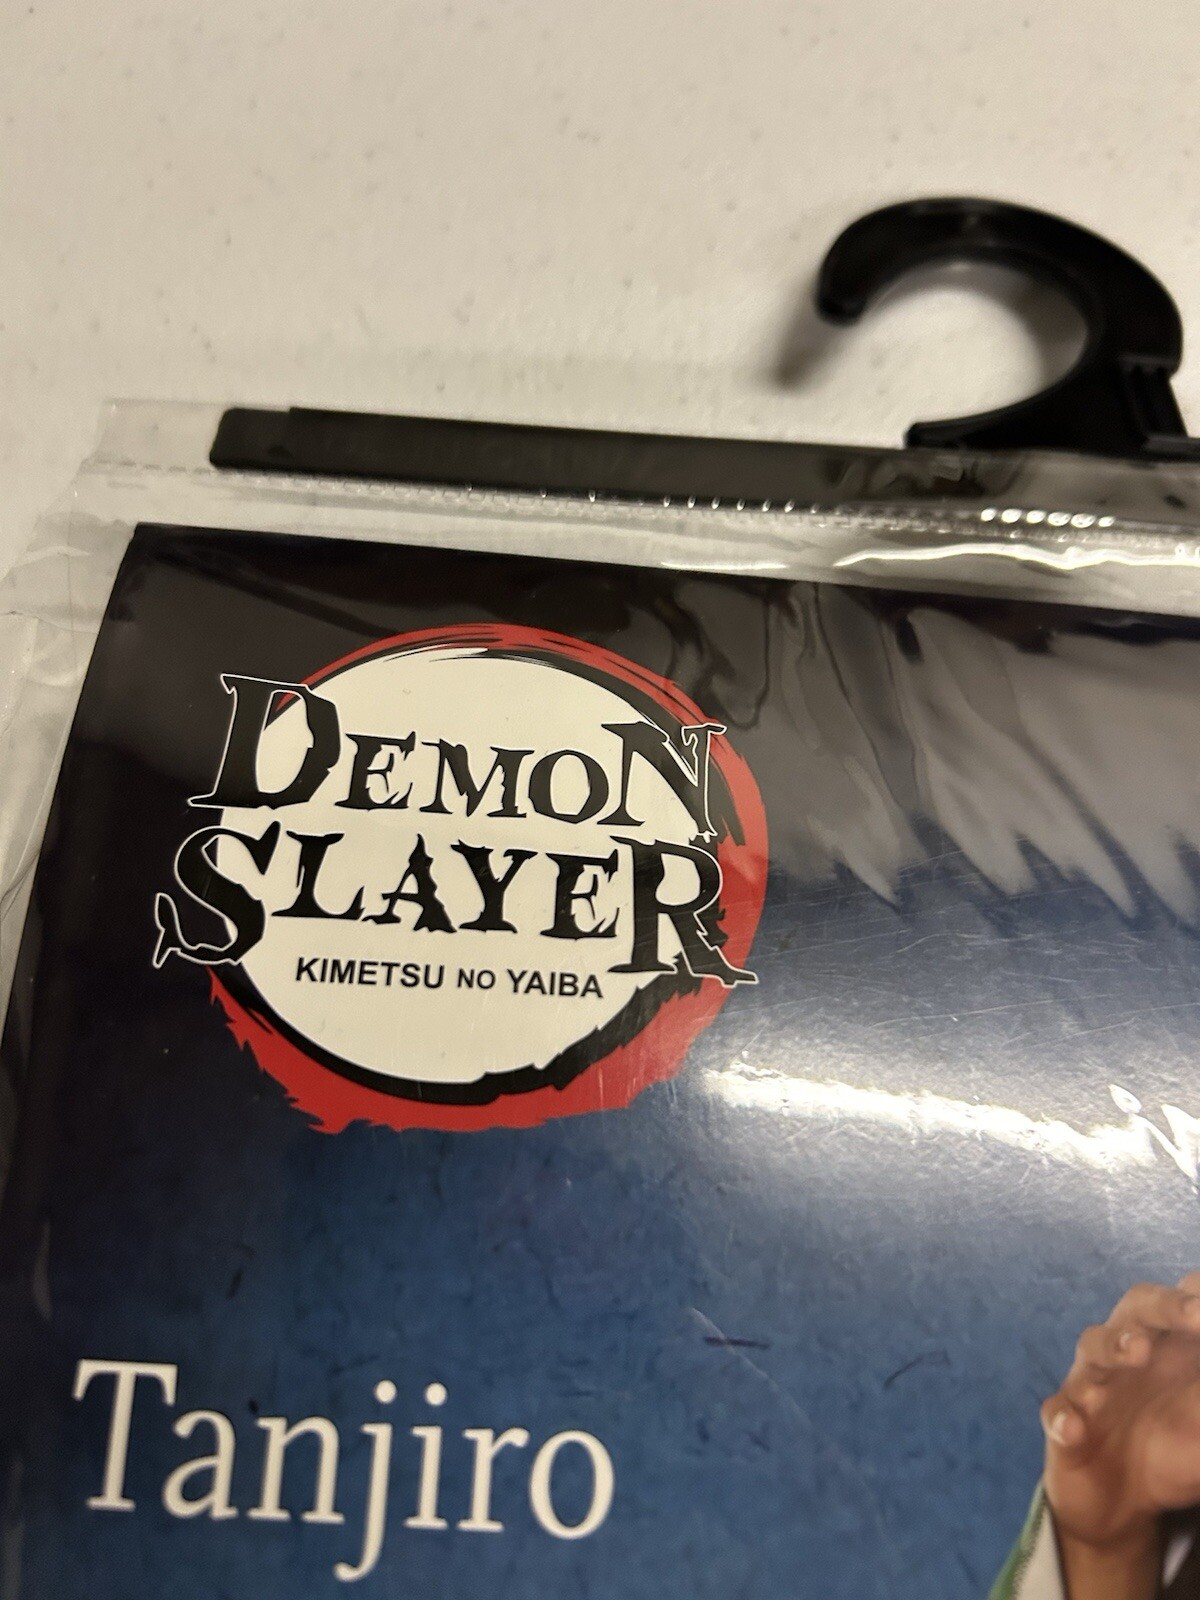 DEMON
SLAYER
KIMETSU NO YAIBA
Tanjiro